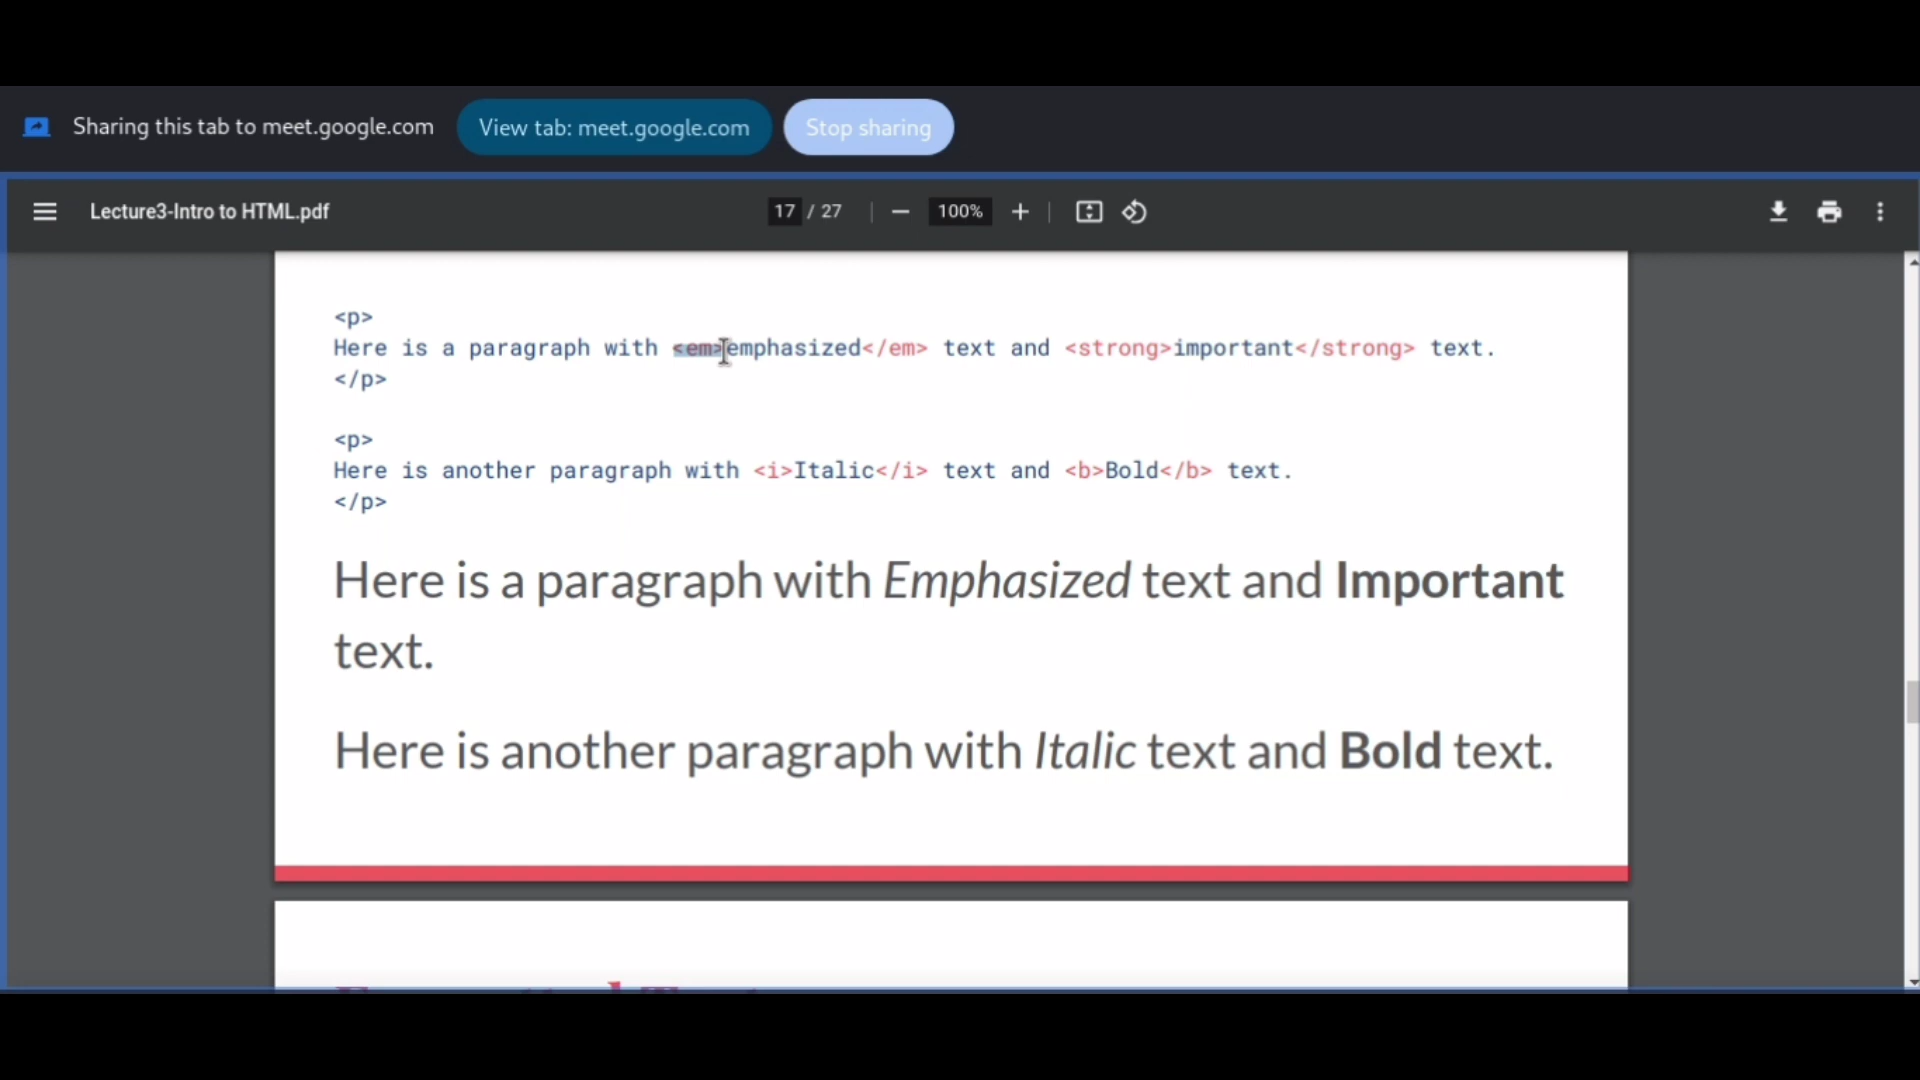 Sharing this tab to meet.google.com View tab: meet.google.com Stop sharing
Lecture3-Intro to HTML.pdf 17 / 27 100%
<p>
Here is a paragraph with <em>emphasized</em> text and <strong>important</strong> text.
</p>
<p>
Here is another paragraph with <i>Italic</i> text and <b>Bold</b> text.
</p>
Here is a paragraph with Emphasized text and Important
text.
Here is another paragraph with Italic text and Bold text.